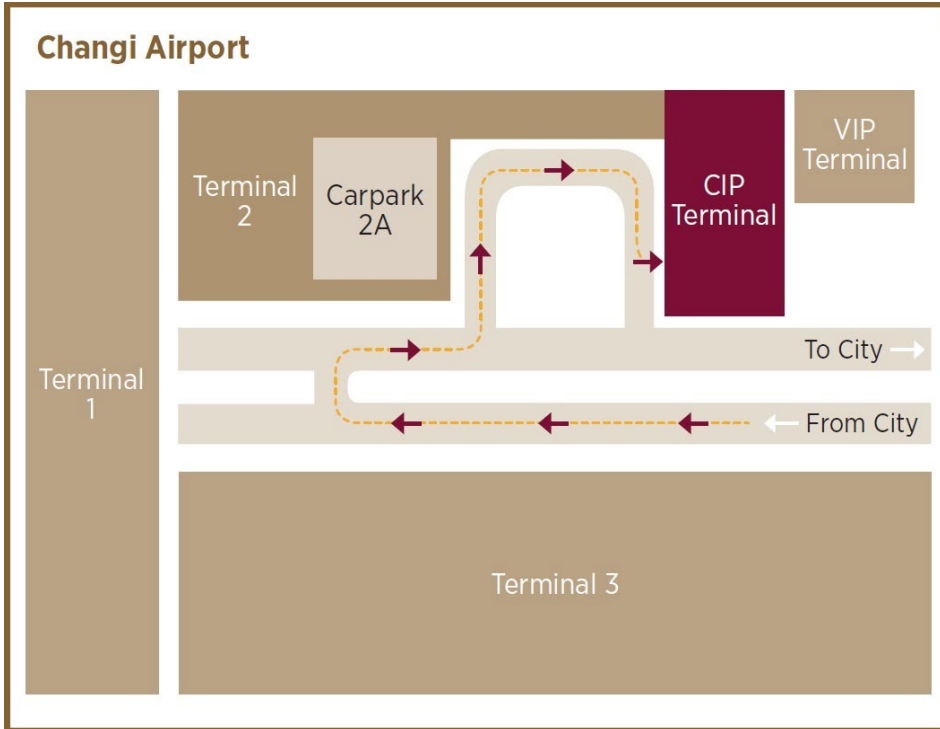 Changi Airport
Terminal
2
Carpark
2A
CIP
Terminal
VIP
Terminal
Terminal
1
To City
From City
Terminal 3